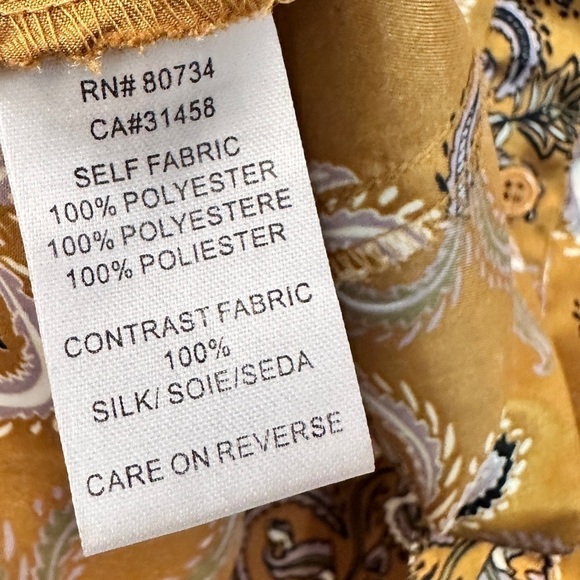 RN# 80734
CA#31458
SELF FABRIC
100% POLYESTER
100% POLYESTERE
100% POLIESTER
CONTRAST FABRIC
100%
SILK/ SOIE/SEDA
CARE ON REVERSE